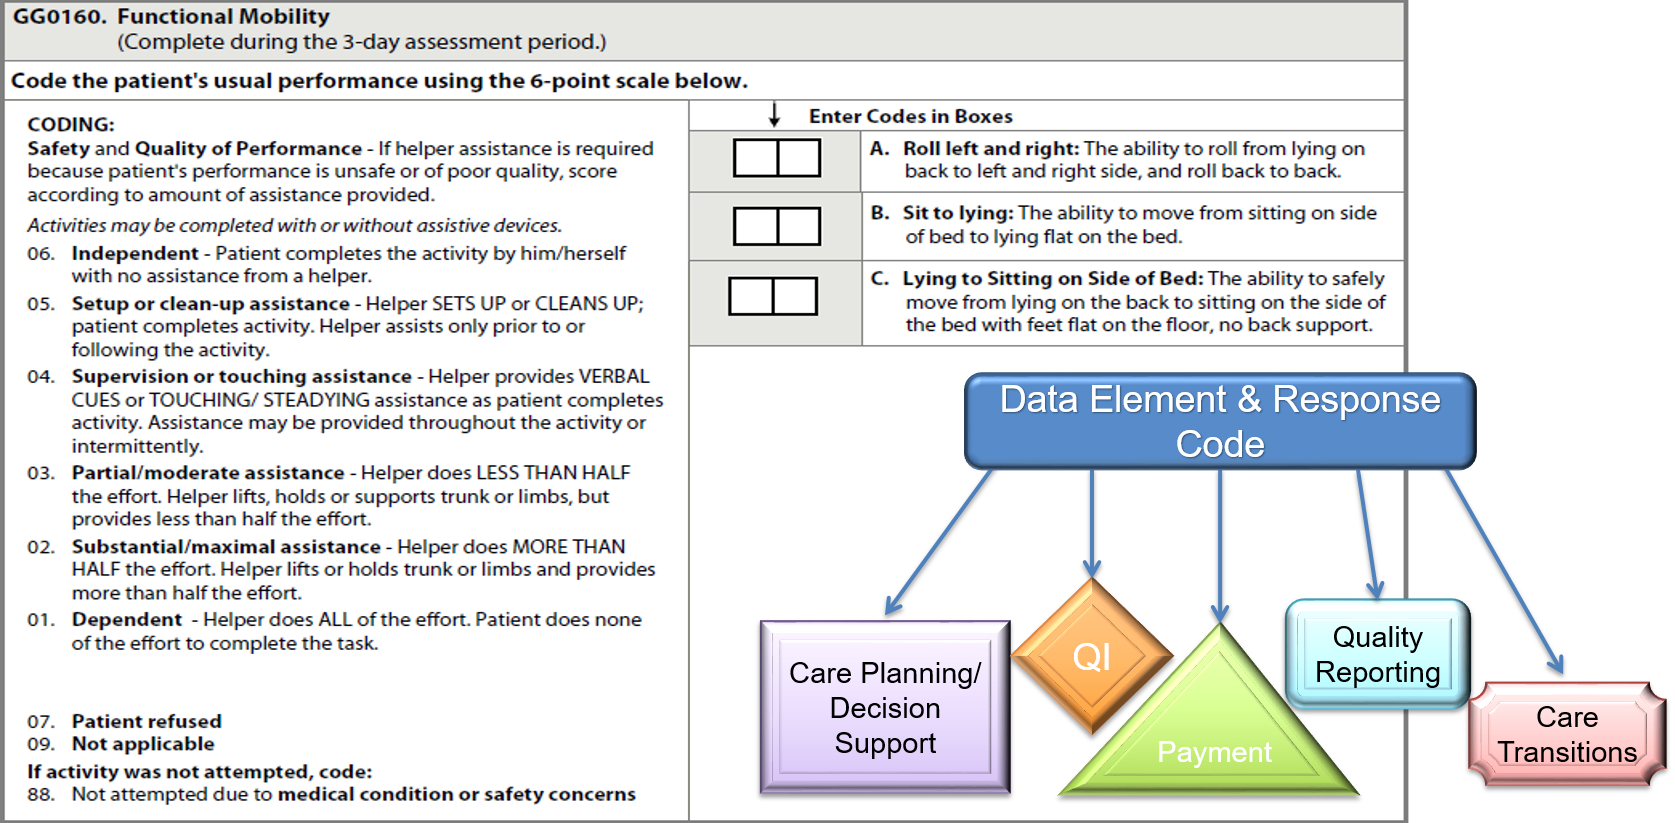 GG0160. Functional Mobility
(Complete during the 3-day assessment period.)
Code the patient's usual performance using the 6-point scale below.
CODING:
Safety and Quality of Performance - If helper assistance is required
because patient's performance is unsafe or of poor quality, score
according to amount of assistance provided.
Activities may be completed with or without assistive devices.
06. Independent - Patient completes the activity by him/herself
with no assistance from a helper.
05. Setup or clean-up assistance - Helper SETS UP or CLEANS UP;
patient completes activity. Helper assists only prior to or
following the activity.
04. Supervision or touching assistance - Helper provides VERBAL
CUES or TOUCHING/ STEADYING assistance as patient completes
activity. Assistance may be provided throughout the activity or
intermittently.
03. Partial/moderate assistance - Helper does LESS THAN HALF
the effort. Helper lifts, holds or supports trunk or limbs, but
provides less than half the effort.
02. Substantial/maximal assistance - Helper does MORE THAN
HALF the effort. Helper lifts or holds trunk or limbs and provides
more than half the effort.
01. Dependent - Helper does ALL of the effort. Patient does none
of the effort to complete the task.
07. Patient refused
09. Not applicable
If activity was not attempted, code:
88. Not attempted due to medical condition or safety concerns
Enter Codes in Boxes
A. Roll left and right: The ability to roll from lying on
back to left and right side, and roll back to back.
B. Sit to lying: The ability to move from sitting on side
of bed to lying flat on the bed.
C. Lying to Sitting on Side of Bed: The ability to safely
move from lying on the back to sitting on the side of
the bed with feet flat on the floor, no back support.
Data Element & Response
Code
Care Planning/
Decision
Support
QI
Payment
Quality
Reporting
Care
Transitions